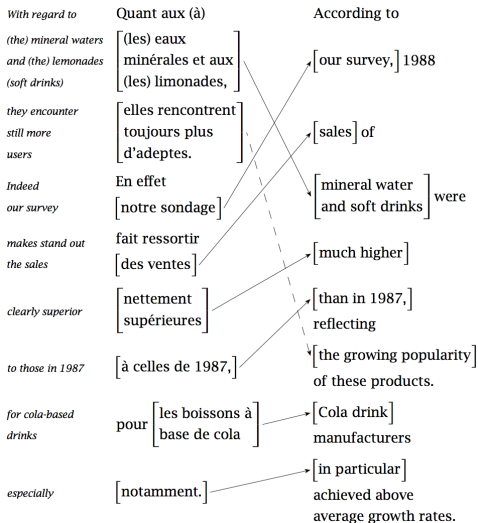 With regard to
(the) mineral waters
and (the) lemonades
(soft drinks)
they encounter
still more
users
Indeed
our survey
makes stand out
the sales
clearly superior
to those in 1987
for cola-based
drinks
especially
Quant aux (à)
(les) eaux
minérales et aux
(les) limonades,
elles rencontrent
toujours plus
d'adeptes.
En effet
[notre sondage]
fait ressortir
[des ventes]
nettement
supérieures
[à celles de 1987,]
pour [les boissons à
base de cola]
[notamment.]
According to
[our survey,] 1988
[sales] of
[mineral water
and soft drinks] were
[much higher]
[than in 1987,]
reflecting
[the growing popularity]
of these products.
[Cola drink]
manufacturers
[in particular]
achieved above
average growth rates.